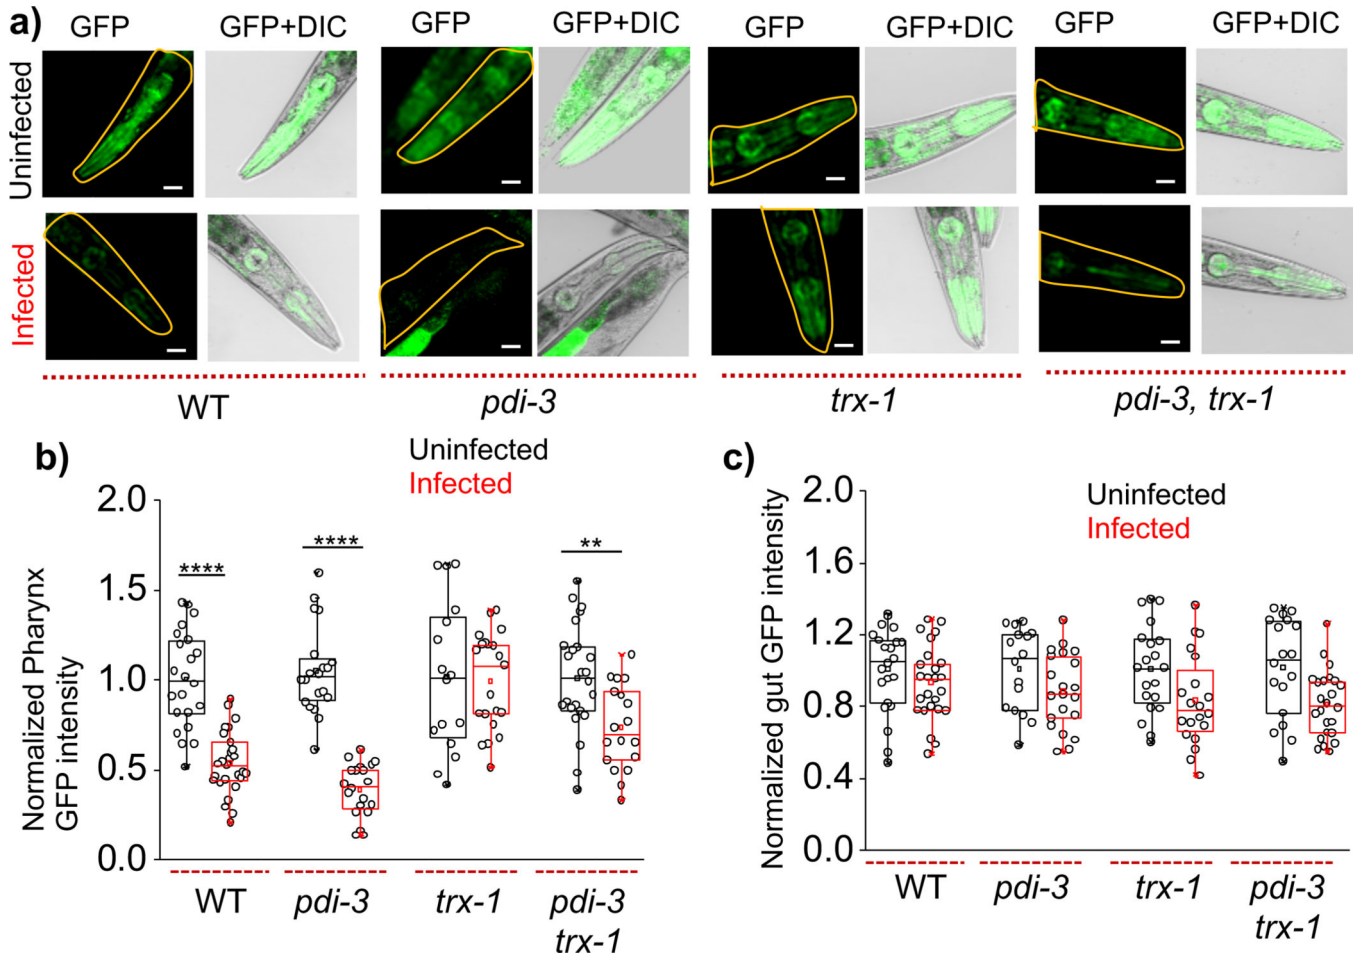 a)
GFP GFP+DIC GFP GFP+DIC GFP GFP+DIC GFP GFP+DIC
Uninfected
Infected
WT pdi-3 trx-1 pdi-3, trx-1
b)
Uninfected
Infected
Normalized Pharynx
GFP intensity
2.0
1.5
1.0
0.5
0.0
**** **** **
WT pdi-3 trx-1 pdi-3
trx-1
c)
Uninfected
Infected
Normalized gut GFP intensity
2.0
1.6
1.2
0.8
0.4
0.0
WT pdi-3 trx-1 pdi-3
trx-1